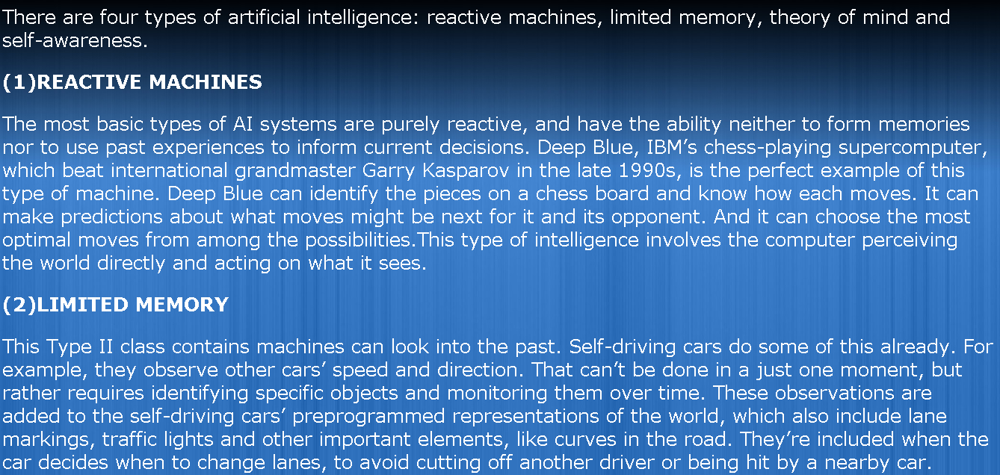 There are four types of artificial intelligence: reactive machines, limited memory, theory of mind and
self-awareness.
(1)REACTIVE MACHINES
The most basic types of AI systems are purely reactive, and have the ability neither to form memories
nor to use past experiences to inform current decisions. Deep Blue, IBM’s chess-playing supercomputer,
which beat international grandmaster Garry Kasparov in the late 1990s, is the perfect example of this
type of machine. Deep Blue can identify the pieces on a chess board and know how each moves. It can
make predictions about what moves might be next for it and its opponent. And it can choose the most
optimal moves from among the possibilities.This type of intelligence involves the computer perceiving
the world directly and acting on what it sees.
(2)LIMITED MEMORY
This Type II class contains machines can look into the past. Self-driving cars do some of this already. For
example, they observe other cars’ speed and direction. That can’t be done in a just one moment, but
rather requires identifying specific objects and monitoring them over time. These observations are
added to the self-driving cars’ preprogrammed representations of the world, which also include lane
markings, traffic lights and other important elements, like curves in the road. They’re included when the
car decides when to change lanes, to avoid cutting off another driver or being hit by a nearby car.